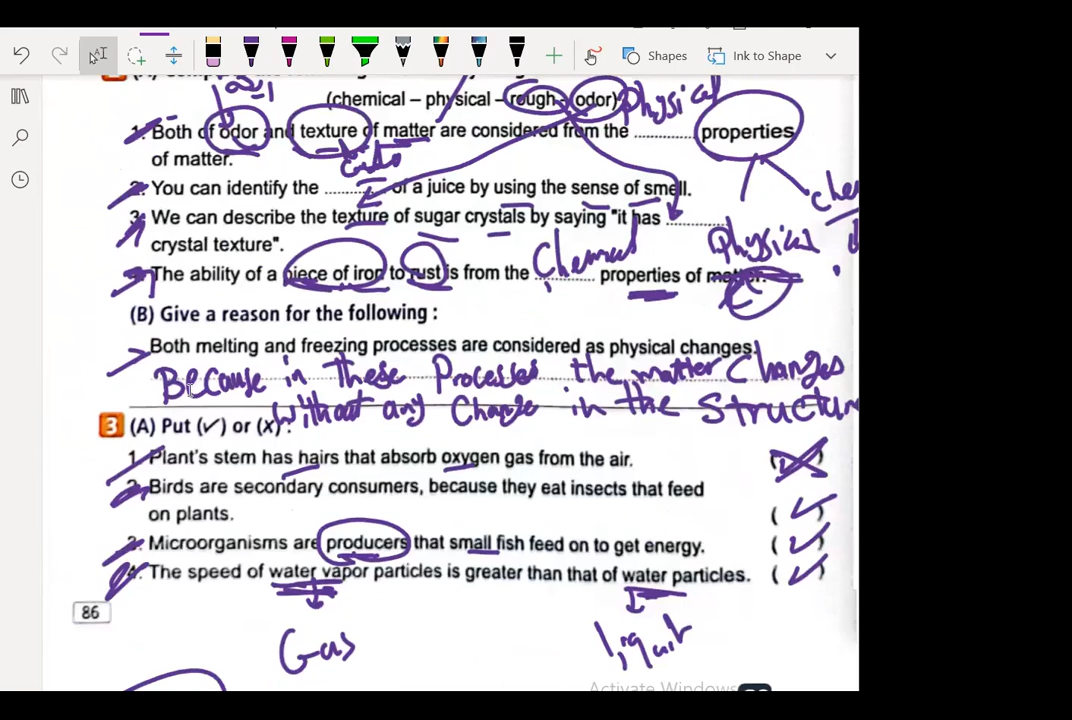 Shapes
Ink to Shape
(chemical – physical – rough – odor) Physical
1. Both of odor and texture of matter are considered from the ............ properties
of matter.
2. You can identify the ............ of a juice by using the sense of smell.
3. We can describe the texture of sugar crystals by saying "it has ............
crystal texture".
Physical
4. The ability of a piece of iron to rust is from the ............ properties of matter.
Chemical
(B) Give a reason for the following :
Both melting and freezing processes are considered as physical changes.
Because in These Processes the matter Changes
without any Change in the Structur
3 (A) Put (✓) or (x) :
1. Plant's stem has hairs that absorb oxygen gas from the air. (X)
2. Birds are secondary consumers, because they eat insects that feed
on plants. (✓)
3. Microorganisms are producers that small fish feed on to get energy. (✓)
4. The speed of water vapor particles is greater than that of water particles. (✓)
86
Gas
liquit
Activate Windows